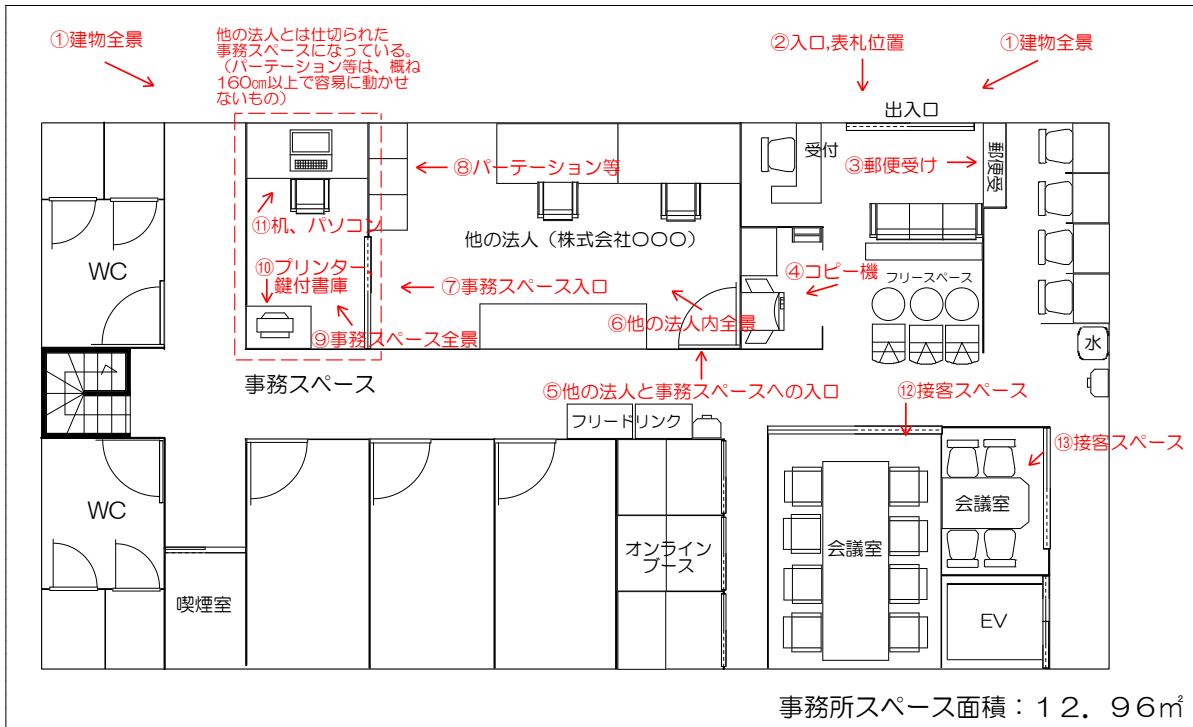 ①建物全景
他の法人とは仕切られた
事務スペースになっている。
（パーテーション等は、概ね
160㎝以上で容易に動かせ
ないもの）
②入口,表札位置
①建物全景
出入口
受付
③郵便受け
郵便受
⑧パーテーション等
⑪机、パソコン
他の法人（株式会社〇〇〇）
WC
⑩プリンター,
鍵付書庫
⑦事務スペース入口
④コピー機
フリースペース
⑥他の法人内全景
⑨事務スペース全景
水
事務スペース
⑤他の法人と事務スペースへの入口
⑫接客スペース
フリードリンク
⑬接客スペース
WC
会議室
オンライン
ブース
会議室
喫煙室
EV
事務所スペース面積：１２．９６㎡